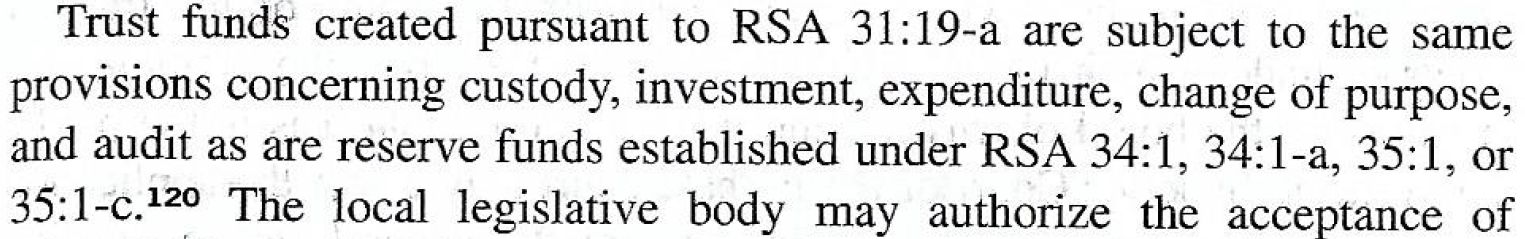 Trust funds created pursuant to RSA 31:19-a are subject to the same
provisions concerning custody, investment, expenditure, change of purpose,
and audit as are reserve funds established under RSA 34:1, 34:1-a, 35:1, or
35:1-c.¹²⁰ The local legislative body may authorize the acceptance of